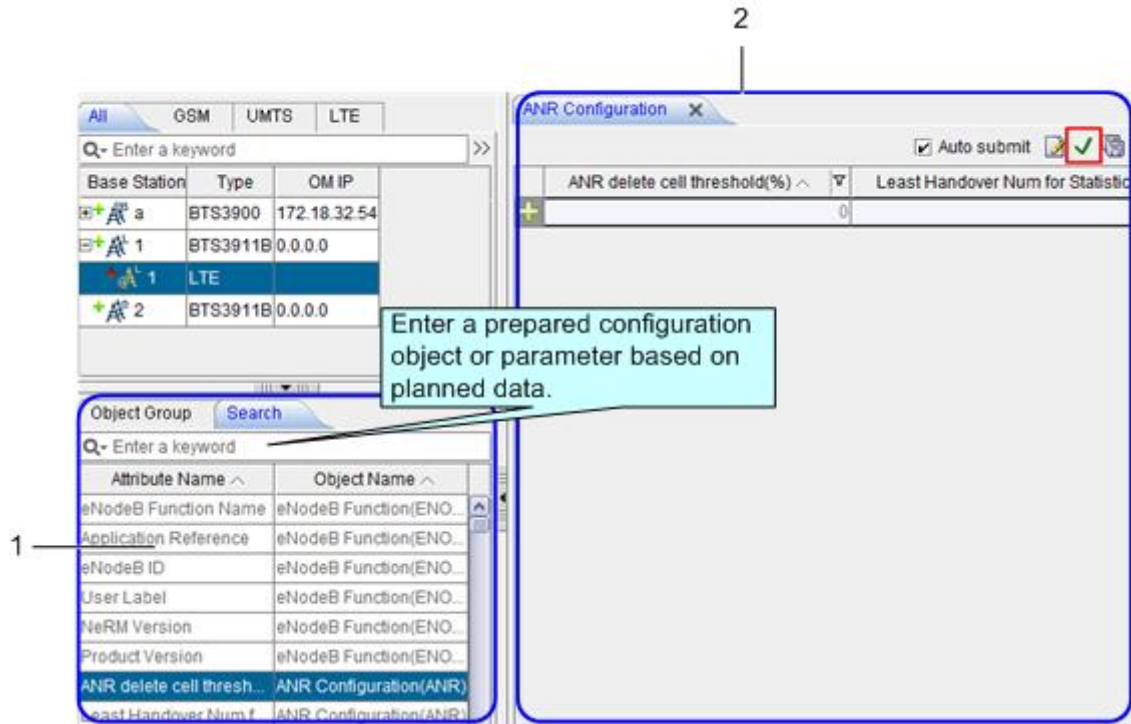 2
All GSM UMTS LTE
Enter a keyword >>
Base Station Type OM IP
a BTS3900 172.18.32.54
1 BTS3911B 0.0.0.0
1 LTE
2 BTS3911B 0.0.0.0
ANR Configuration X
Auto submit
ANR delete cell threshold(%) Least Handover Num for Statistic
0
Enter a prepared configuration
object or parameter based on
planned data.
Object Group Search
Enter a keyword
Attribute Name Object Name
eNodeB Function Name eNodeB Function(ENO...
1
Application Reference eNodeB Function(ENO...
eNodeB ID eNodeB Function(ENO...
User Label eNodeB Function(ENO...
NeRM Version eNodeB Function(ENO...
Product Version eNodeB Function(ENO...
ANR delete cell thresh... ANR Configuration(ANR)
Least Handover Num f... ANR Configuration(ANR)